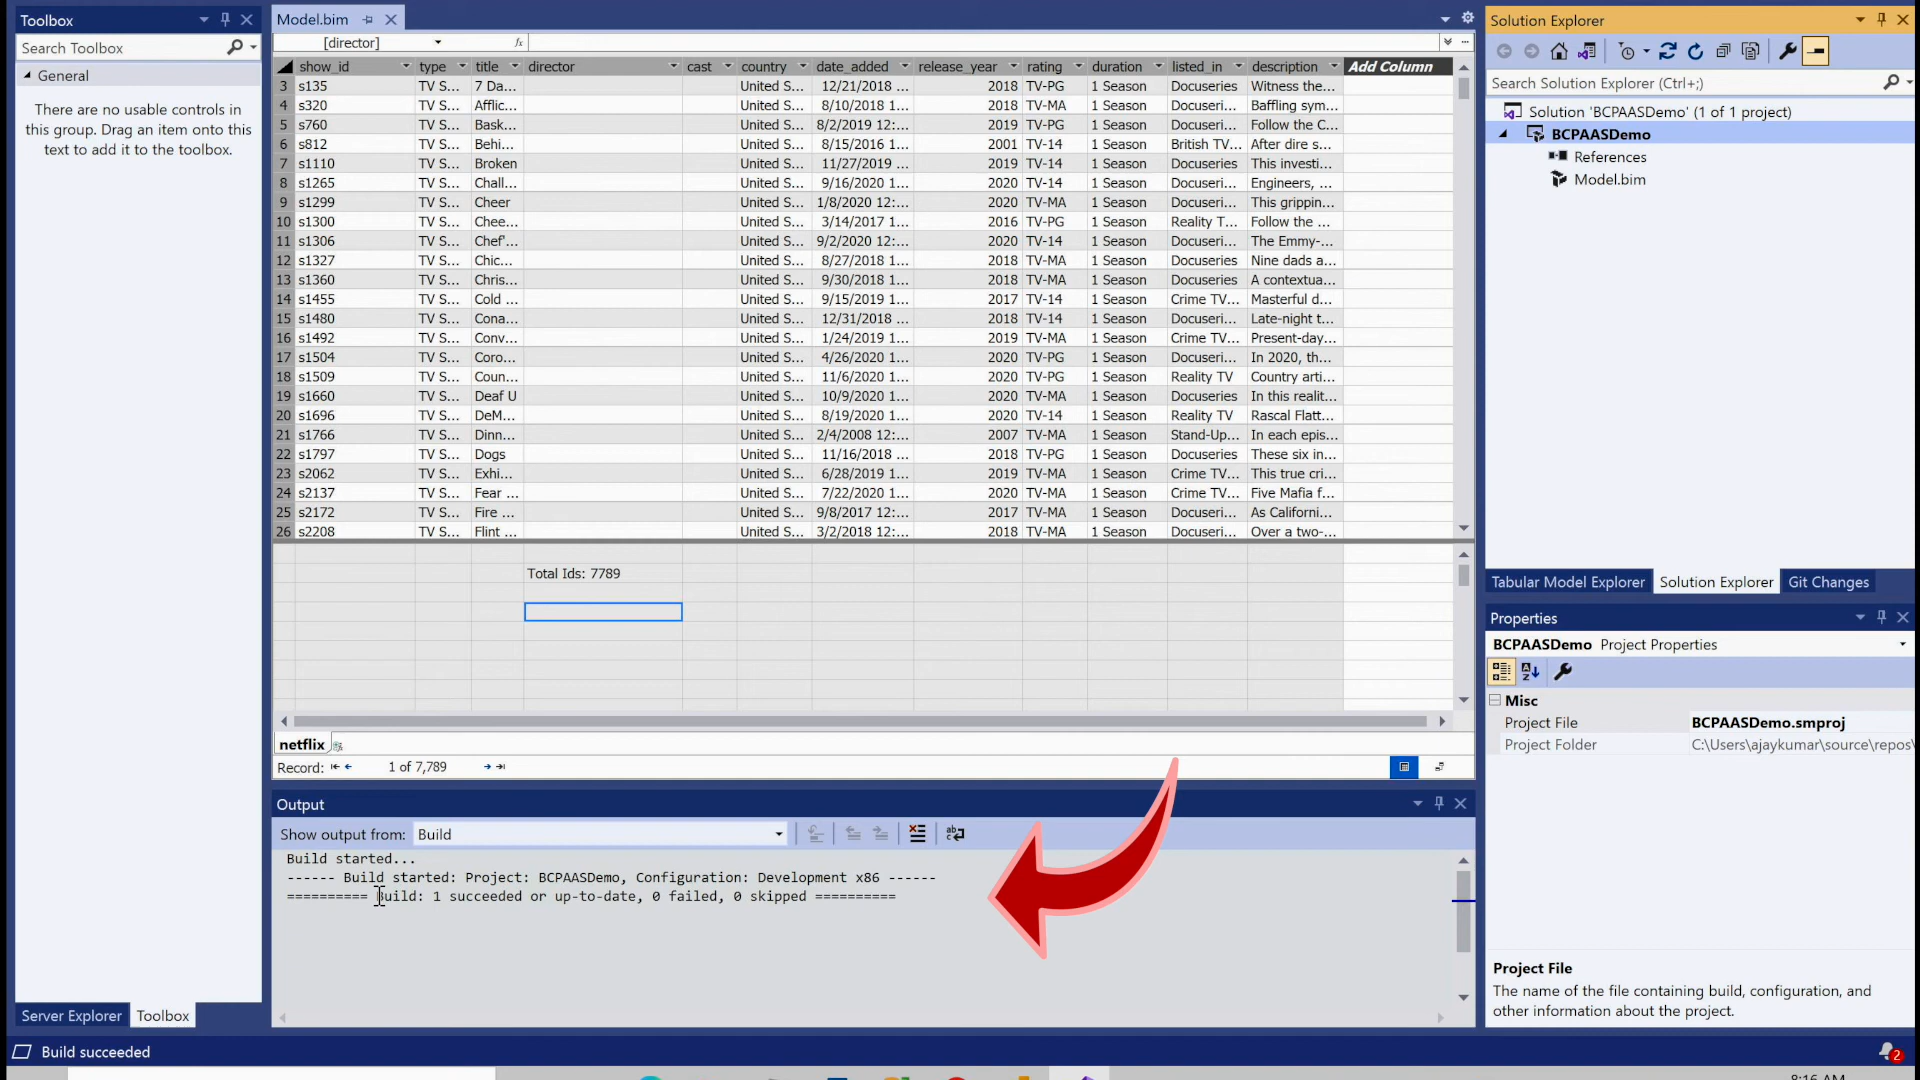 Toolbox
Search Toolbox
General
There are no usable controls in
this group. Drag an item onto this
text to add it to the toolbox.
Server Explorer
Toolbox
Model.bim
[director]
fx
show_id type title director cast country date_added release_year rating duration listed_in description Add Column
3 s135 TV S... 7 Da... United S... 12/21/2018 ... 2018 TV-PG 1 Season Docuseries Witness the...
4 s320 TV S... Afflic... United S... 8/10/2018 1... 2018 TV-MA 1 Season Docuseri... Baffling sym...
5 s760 TV S... Bask... United S... 8/2/2019 12:... 2019 TV-PG 1 Season Docuseri... Follow the C...
6 s812 TV S... Behi... United S... 8/15/2016 1... 2001 TV-14 1 Season British TV... After dire s...
7 s1110 TV S... Broken United S... 11/27/2019 ... 2019 TV-14 1 Season Docuseries This investi...
8 s1265 TV S... Chall... United S... 9/16/2020 1... 2020 TV-14 1 Season Docuseri... Engineers, ...
9 s1299 TV S... Cheer United S... 1/8/2020 12:... 2020 TV-MA 1 Season Docuseri... This grippin...
10 s1300 TV S... Chee... United S... 3/14/2017 1... 2016 TV-PG 1 Season Reality T... Follow the ...
11 s1306 TV S... Chef'... United S... 9/2/2020 12:... 2020 TV-14 1 Season Docuseri... The Emmy-...
12 s1327 TV S... Chic... United S... 8/27/2018 1... 2018 TV-MA 1 Season Docuseri... Nine dads a...
13 s1360 TV S... Chris... United S... 9/30/2018 1... 2018 TV-MA 1 Season Docuseri... A contextua...
14 s1455 TV S... Cold ... United S... 9/15/2019 1... 2017 TV-14 1 Season Crime TV... Masterful d...
15 s1480 TV S... Cona... United S... 12/31/2018 ... 2018 TV-14 1 Season Docuseri... Late-night t...
16 s1492 TV S... Conv... United S... 1/24/2019 1... 2019 TV-MA 1 Season Crime TV... Present-day...
17 s1504 TV S... Coro... United S... 4/26/2020 1... 2020 TV-PG 1 Season Docuseri... In 2020, th...
18 s1509 TV S... Coun... United S... 11/6/2020 1... 2020 TV-PG 1 Season Reality TV Country arti...
19 s1660 TV S... Deaf U United S... 10/9/2020 1... 2020 TV-MA 1 Season Docuseri... In this realit...
20 s1696 TV S... DeM... United S... 8/19/2020 1... 2020 TV-14 1 Season Reality TV Rascal Flatt...
21 s1766 TV S... Dinn... United S... 2/4/2008 12:... 2007 TV-MA 1 Season Stand-Up... In each epis...
22 s1797 TV S... Dogs United S... 11/16/2018 ... 2018 TV-PG 1 Season Docuseries These six in...
23 s2062 TV S... Exhi... United S... 6/28/2019 1... 2019 TV-MA 1 Season Crime TV... This true cri...
24 s2137 TV S... Fear ... United S... 7/22/2020 1... 2020 TV-MA 1 Season Crime TV... Five Mafia f...
25 s2172 TV S... Fire ... United S... 9/8/2017 12:... 2017 TV-MA 1 Season Docuseri... As Californi...
26 s2208 TV S... Flint ... United S... 3/2/2018 12:... 2018 TV-MA 1 Season Docuseri... Over a two-...
Total Ids: 7789
netflix
Record: 1 of 7,789
Output
Show output from: Build
Build started...
------ Build started: Project: BCPAASDemo, Configuration: Development x86 ------
========== Build: 1 succeeded or up-to-date, 0 failed, 0 skipped ==========
Solution Explorer
Search Solution Explorer (Ctrl+;)
Solution 'BCPAASDemo' (1 of 1 project)
BCPAASDemo
References
Model.bim
Tabular Model Explorer
Solution Explorer
Git Changes
Properties
BCPAASDemo Project Properties
Misc
Project File BCPAASDemo.smproj
Project Folder C:\Users\ajaykumar\source\repos\
Project File
The name of the file containing build, configuration, and
other information about the project.
Build succeeded
2
8:16 AM